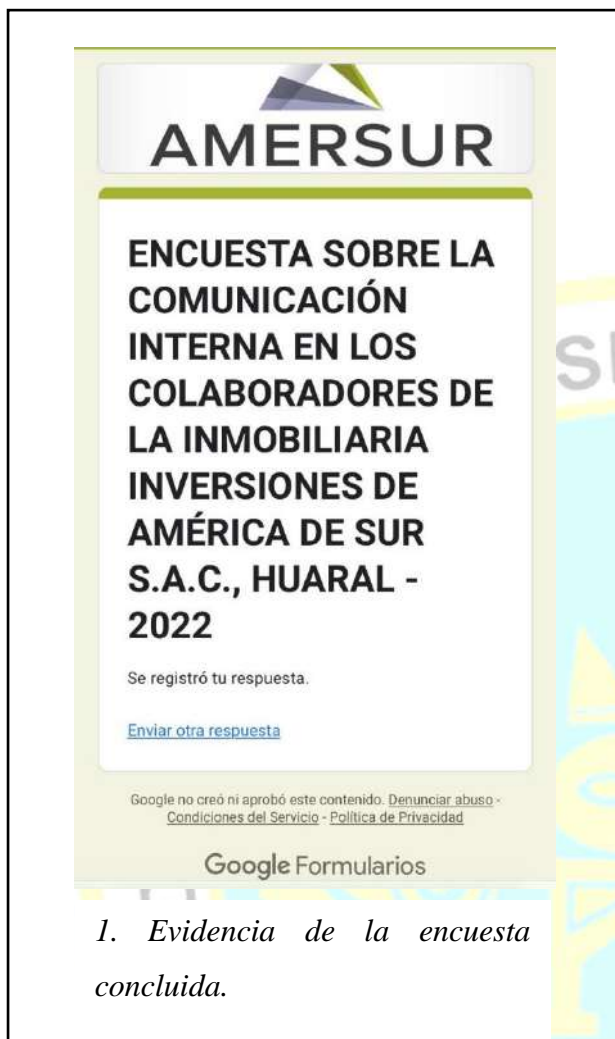 AMERSUR
ENCUESTA SOBRE LA
COMUNICACIÓN
INTERNA EN LOS
COLABORADORES DE
LA INMOBILIARIA
INVERSIONES DE
AMÉRICA DE SUR
S.A.C., HUARAL -
2022
Se registró tu respuesta.
Enviar otra respuesta
Google no creó ni aprobó este contenido. Denunciar abuso -
Condiciones del Servicio - Política de Privacidad
Google Formularios
1. Evidencia de la encuesta
concluida.